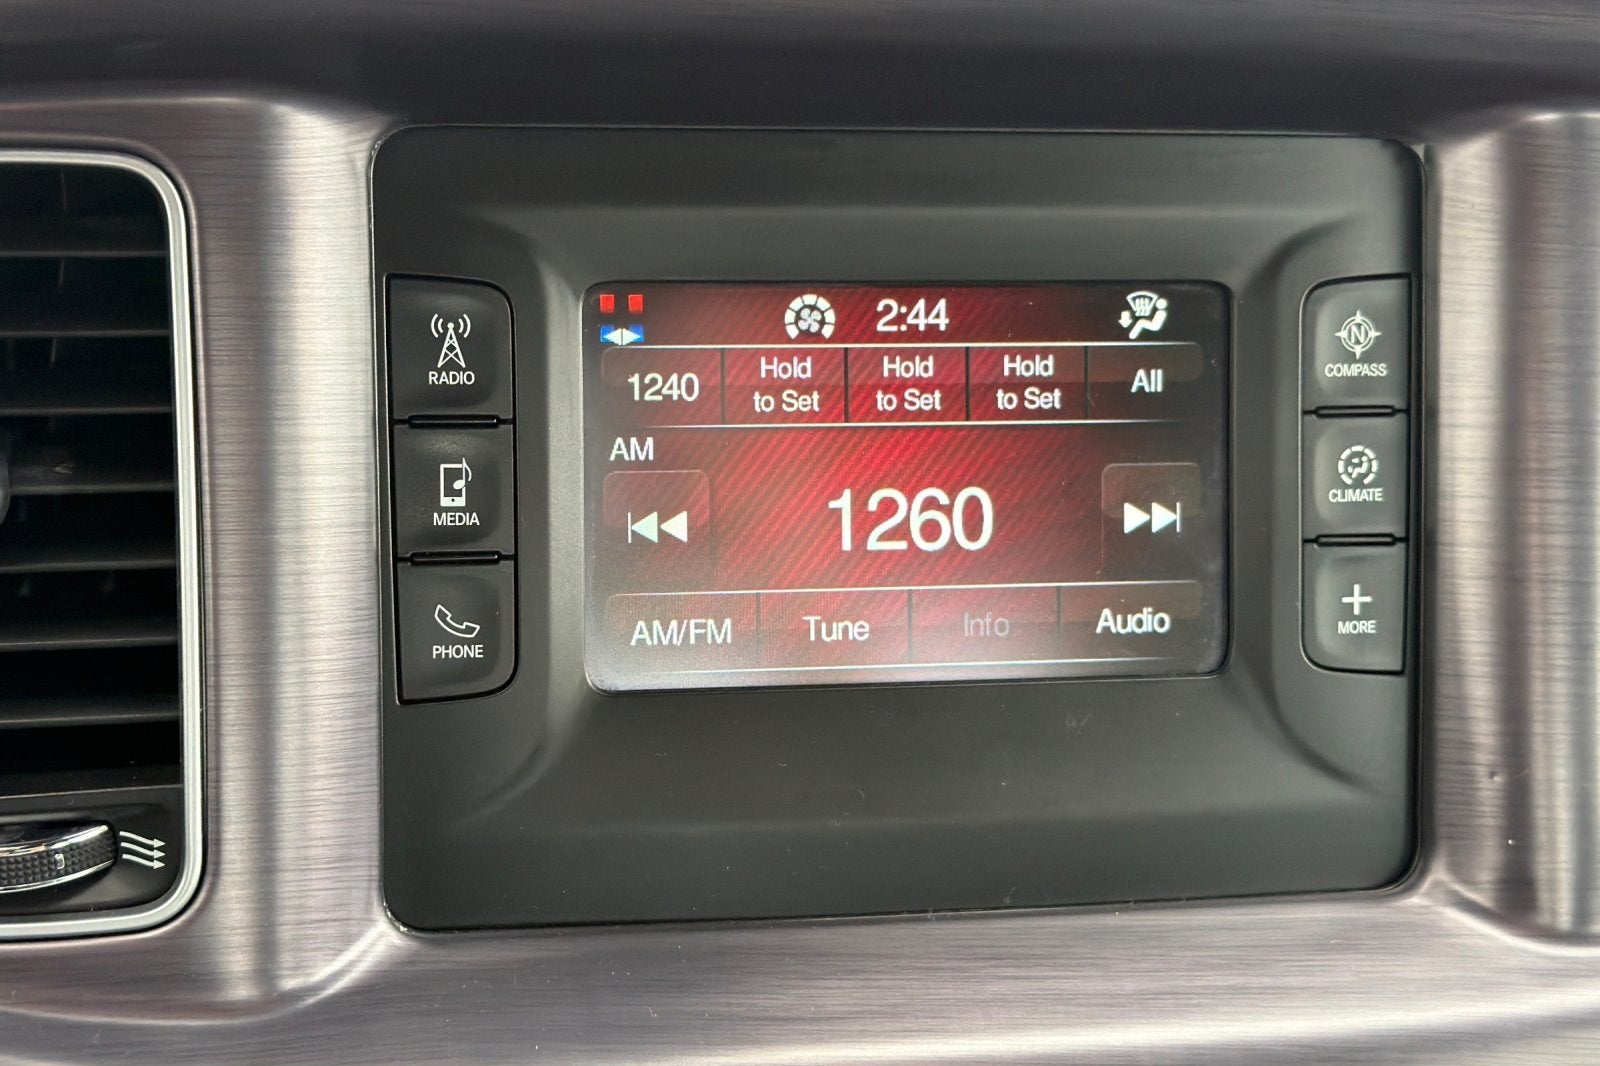 2:44
1240
Hold
to Set
Hold
to Set
Hold
to Set
All
AM
1260
AM/FM
Tune
Info
Audio
RADIO
MEDIA
PHONE
N
COMPASS
CLIMATE
MORE